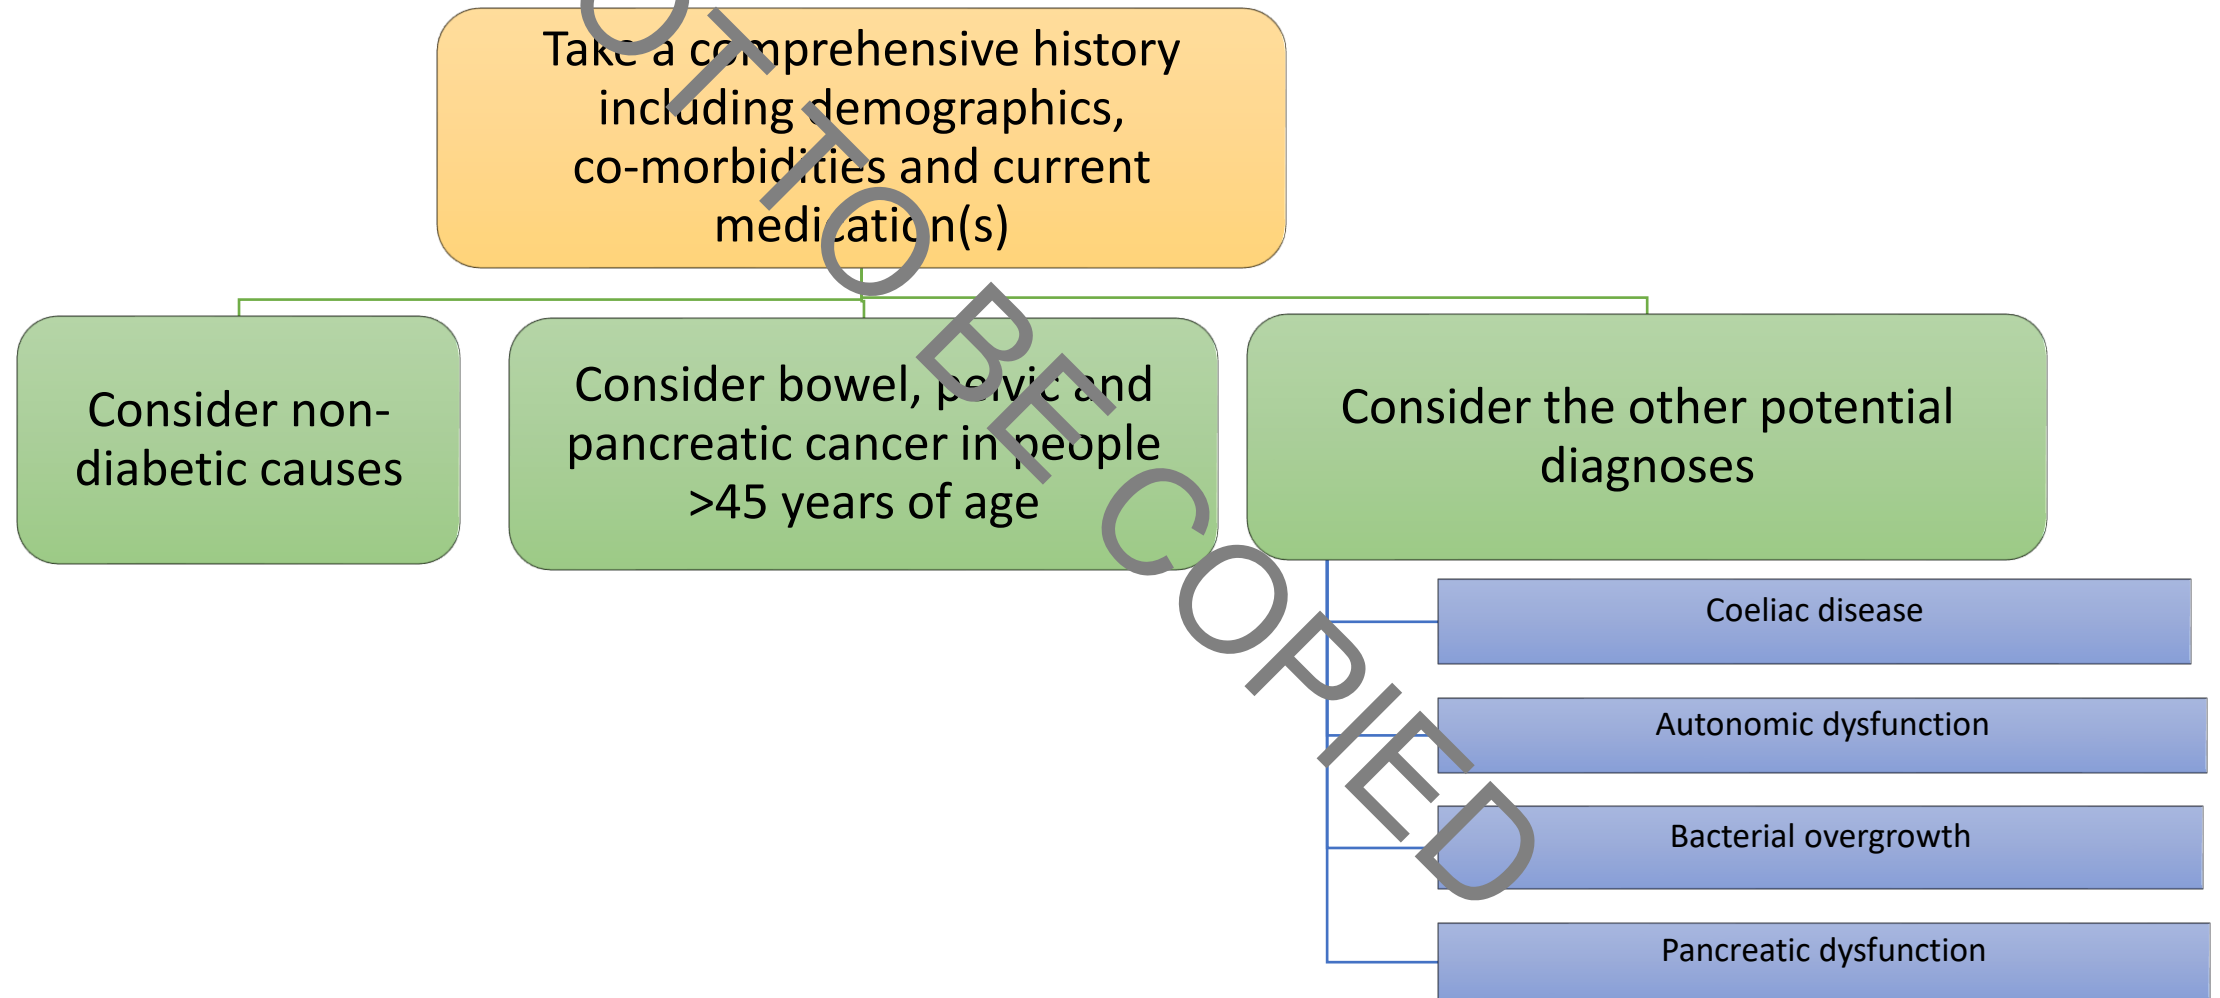 Take a comprehensive history
including demographics,
co-morbidities and current
medication(s)
Consider non-
diabetic causes
Consider bowel, pelvic and
pancreatic cancer in people
>45 years of age
Consider the other potential
diagnoses
Coeliac disease
Autonomic dysfunction
Bacterial overgrowth
Pancreatic dysfunction
OT TO BE COPIED